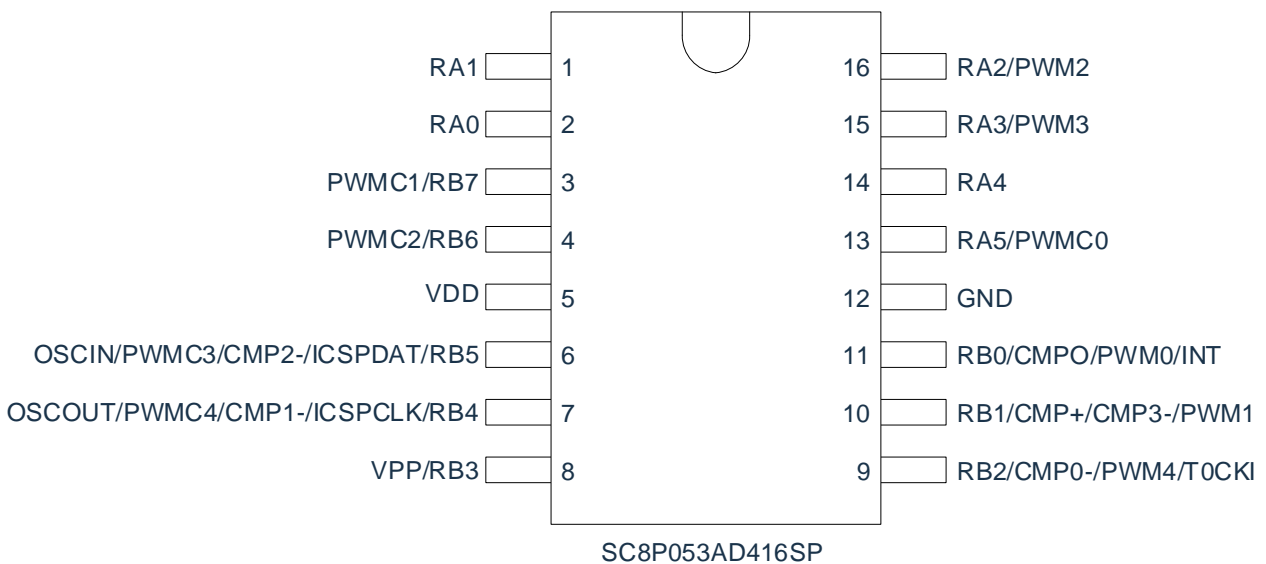 RA1 1 16 RA2/PWM2
RA0 2 15 RA3/PWM3
PWMC1/RB7 3 14 RA4
PWMC2/RB6 4 13 RA5/PWMC0
VDD 5 12 GND
OSCIN/PWMC3/CMP2-/ICSPDAT/RB5 6 11 RB0/CMPO/PWM0/INT
OSCOUT/PWMC4/CMP1-/ICSPCLK/RB4 7 10 RB1/CMP+/CMP3-/PWM1
VPP/RB3 8 9 RB2/CMP0-/PWM4/T0CKI
SC8P053AD416SP